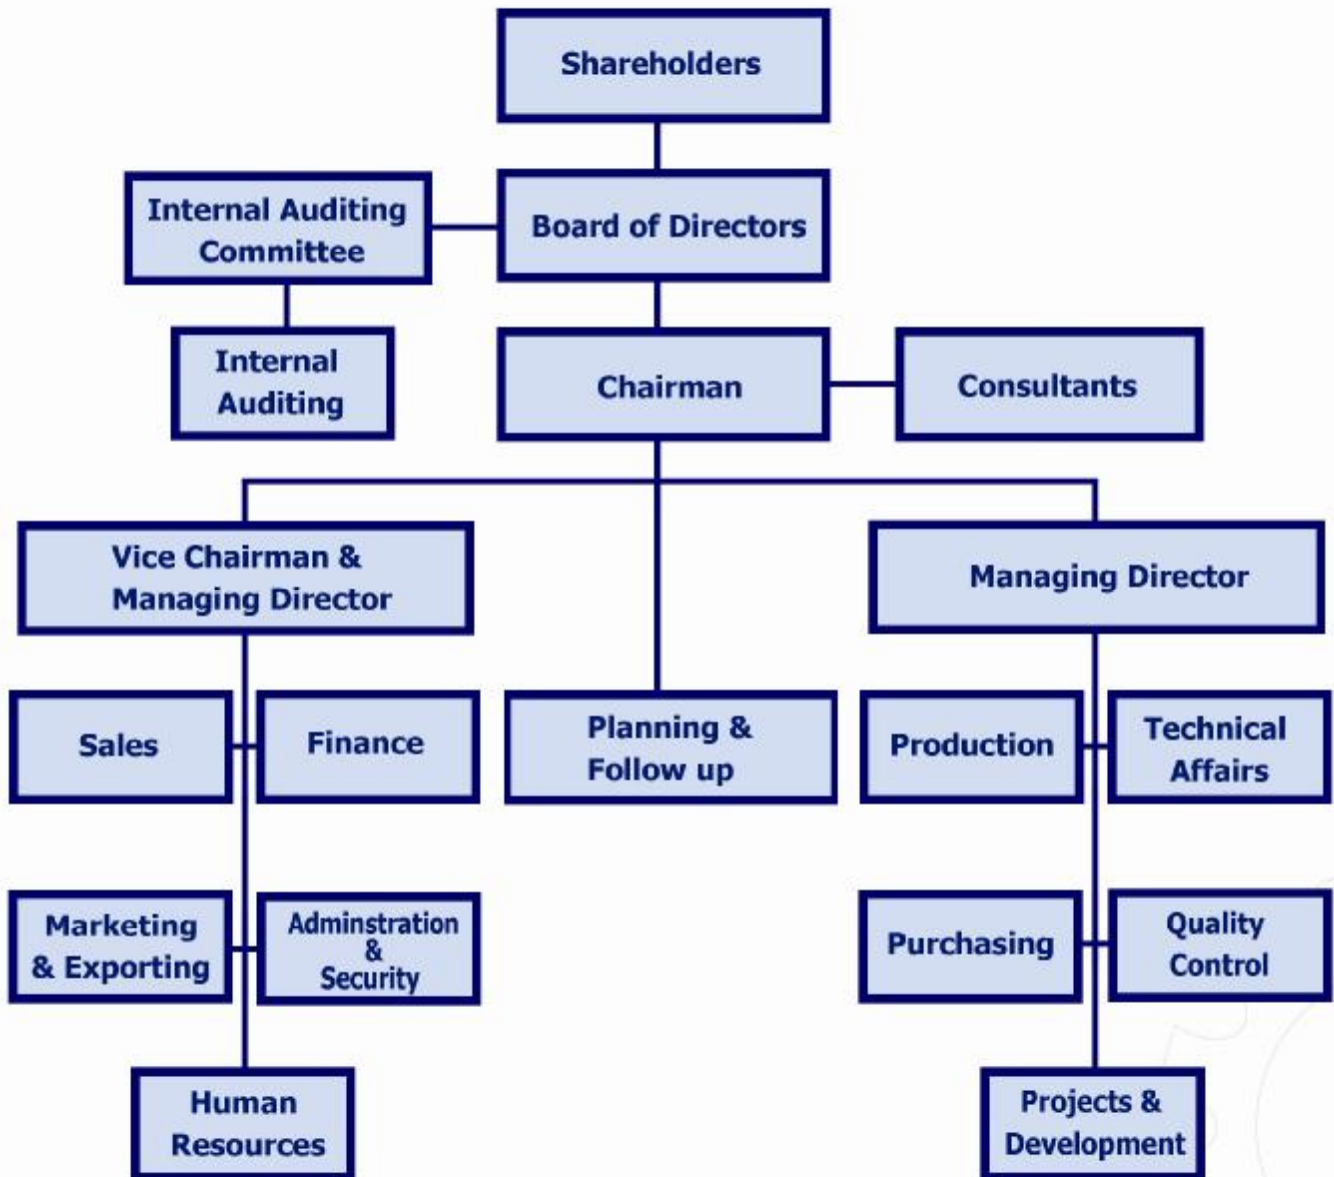 Shareholders
Internal Auditing
Committee
Board of Directors
Internal
Auditing
Chairman
Consultants
Vice Chairman &
Managing Director
Managing Director
Sales
Finance
Planning &
Follow up
Production
Technical
Affairs
Marketing
& Exporting
Adminstration
&
Security
Purchasing
Quality
Control
Human
Resources
Projects &
Development